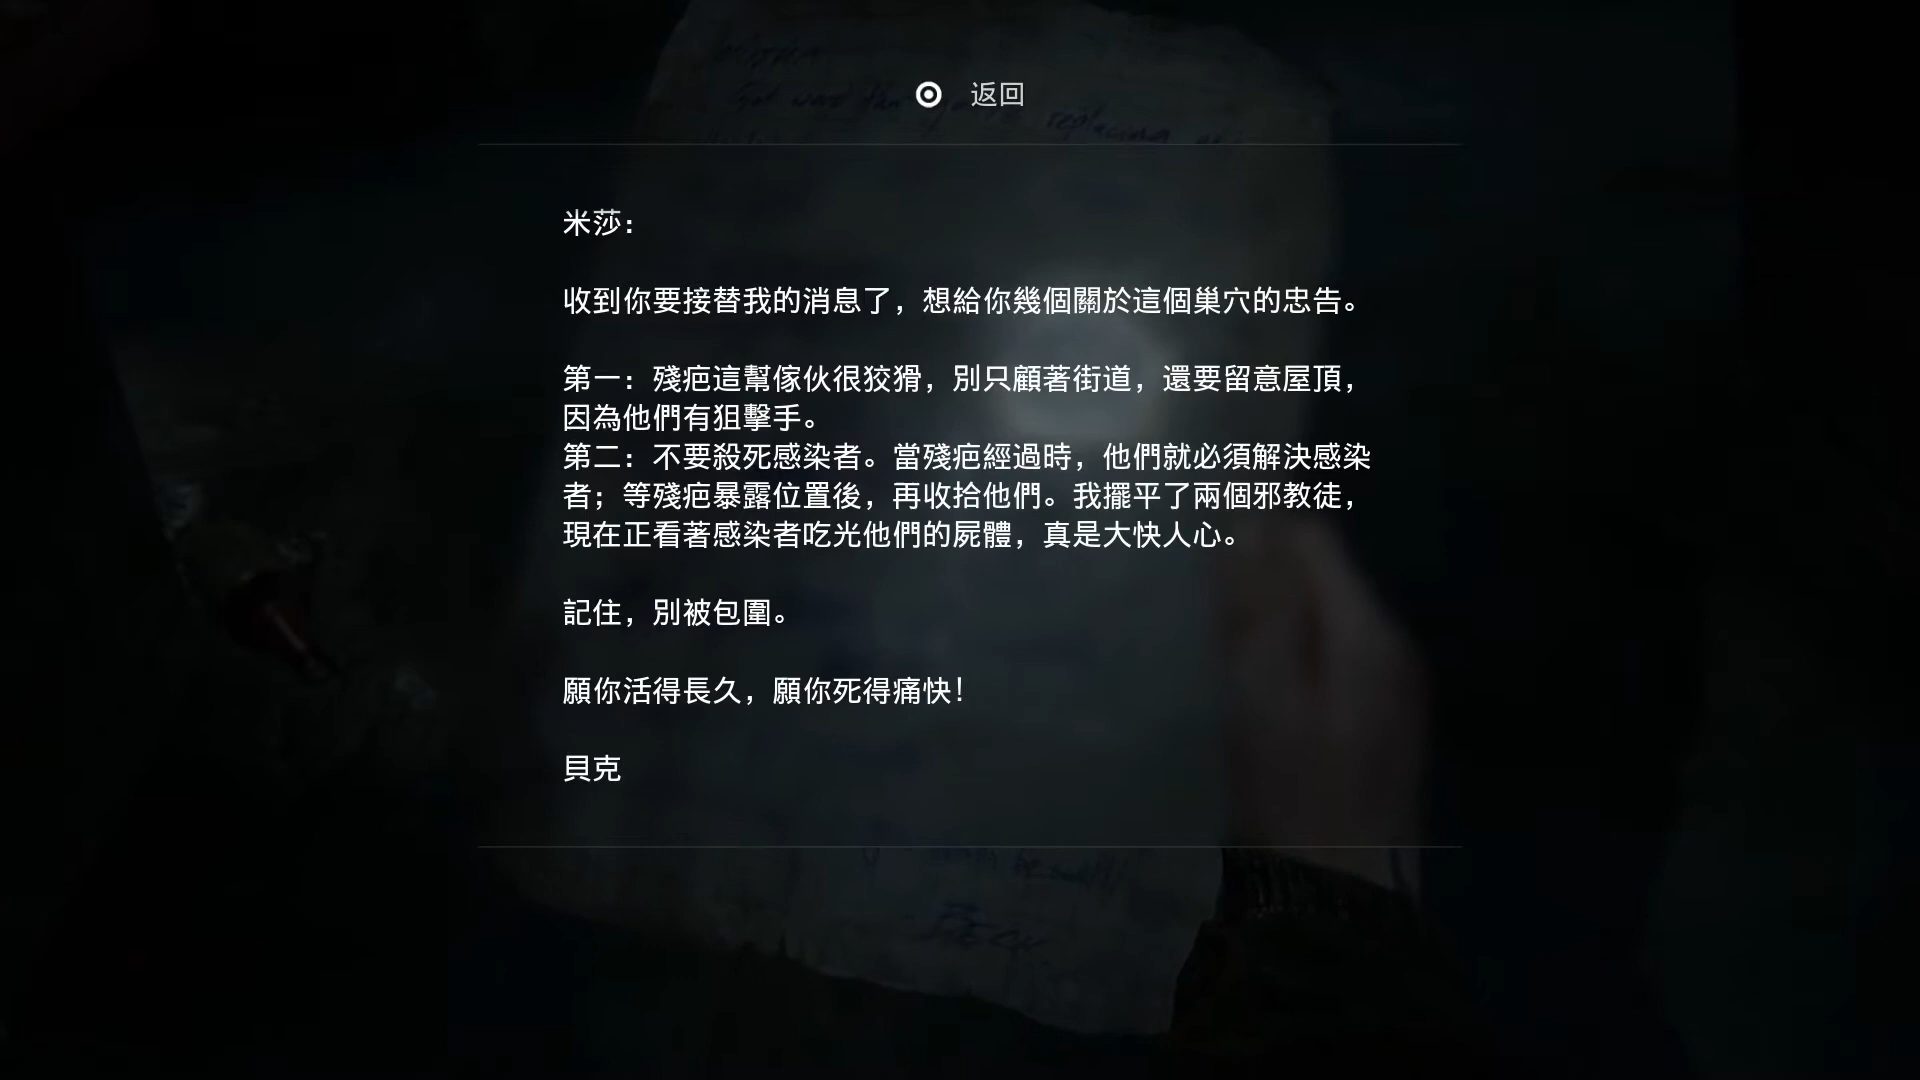 返回
米莎：
收到你要接替我的消息了，想給你幾個關於這個巢穴的忠告。
第一：殘疤這幫傢伙很狡猾，別只顧著街道，還要留意屋頂，
因為他們有狙擊手。
第二：不要殺死感染者。當殘疤經過時，他們就必須解決感染
者；等殘疤暴露位置後，再收拾他們。我擺平了兩個邪教徒，
現在正看著感染者吃光他們的屍體，真是大快人心。
記住，別被包圍。
願你活得長久，願你死得痛快！
貝克